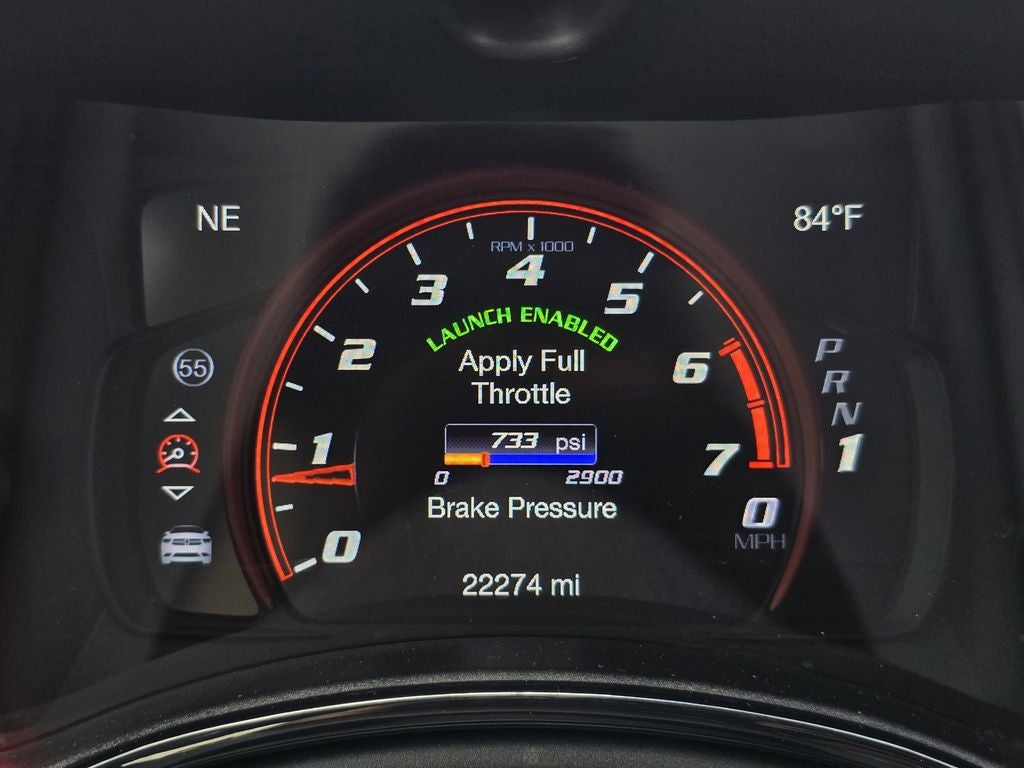 NE
84°F
RPM x 1000
4
3
5
LAUNCH ENABLED
2
Apply Full
Throttle
6
55
P
R
N
1
1
733 psi
0
2900
7
Brake Pressure
0
MPH
0
22274 mi